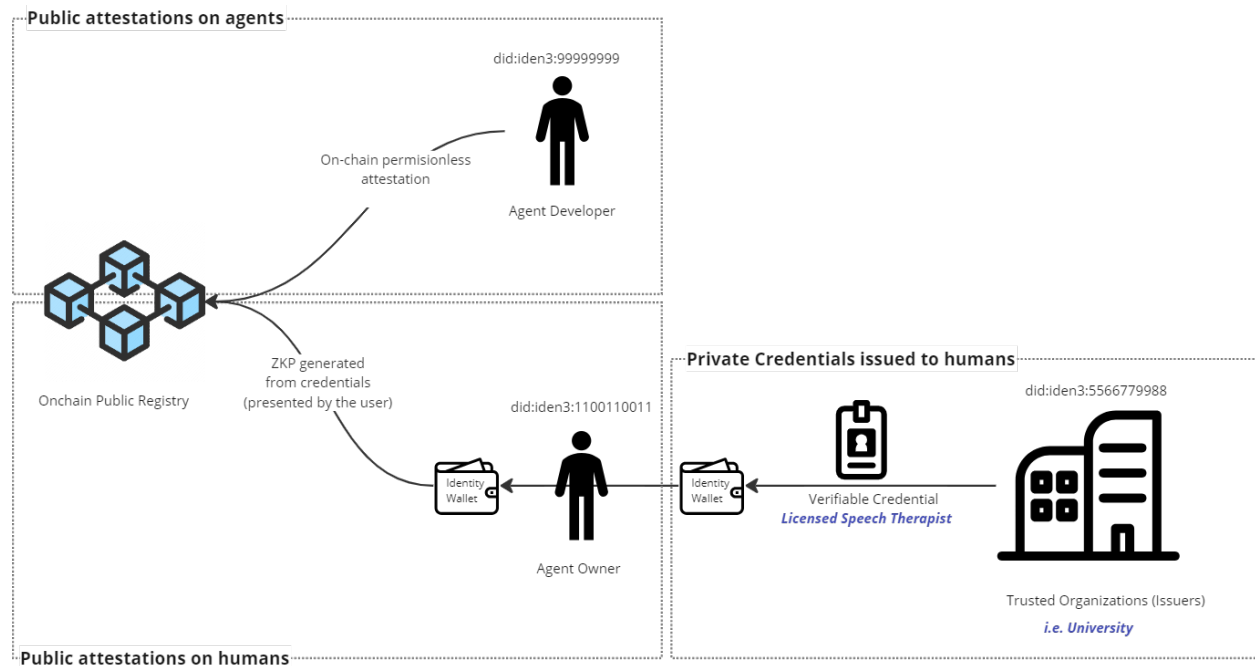 Public attestations on agents
did:iden3:99999999
On-chain permisionless
attestation
Agent Developer
Onchain Public Registry
ZKP generated
from credentials
(presented by the user)
did:iden3:1100110011
Identity
Wallet
Agent Owner
Public attestations on humans
Private Credentials issued to humans
did:iden3:5566779988
Identity
Wallet
Verifiable Credential
Licensed Speech Therapist
Trusted Organizations (Issuers)
i.e. University